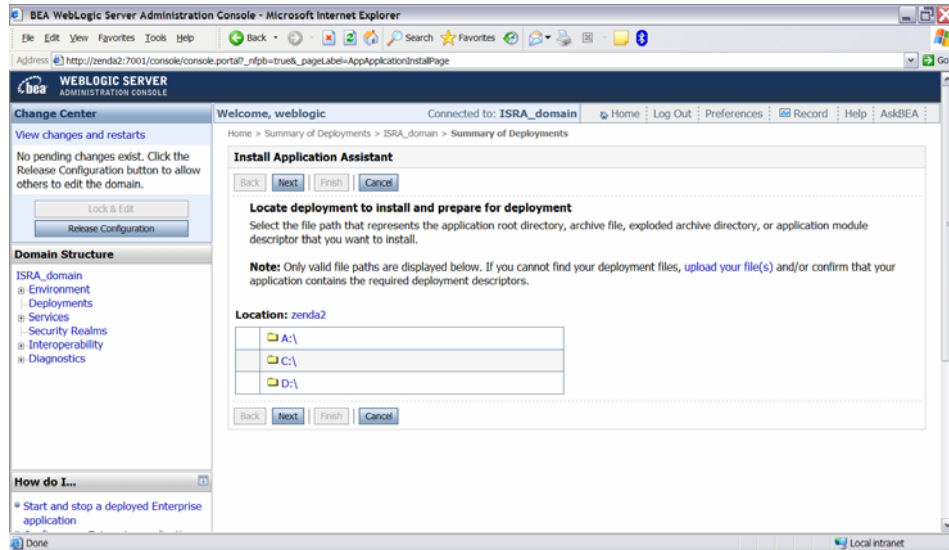 BEA WebLogic Server Administration Console - Microsoft Internet Explorer
File Edit View Favorites Tools Help
Back Search Favorites
Address http://zenda2:7001/console/console.portal?_nfpb=true&_pageLabel=AppApplicationInstallPage Go
bea WEBLOGIC SERVER
ADMINISTRATION CONSOLE
Change Center
View changes and restarts
No pending changes exist. Click the
Release Configuration button to allow
others to edit the domain.
Lock & Edit
Release Configuration
Domain Structure
ISRA_domain
Environment
Deployments
Services
Security Realms
Interoperability
Diagnostics
How do I...
Start and stop a deployed Enterprise
application
Welcome, weblogic Connected to: ISRA_domain Home Log Out Preferences Record Help AskBEA
Home > Summary of Deployments > ISRA_domain > Summary of Deployments
Install Application Assistant
Back Next Finish Cancel
Locate deployment to install and prepare for deployment
Select the file path that represents the application root directory, archive file, exploded archive directory, or application module
descriptor that you want to install.
Note: Only valid file paths are displayed below. If you cannot find your deployment files, upload your file(s) and/or confirm that your
application contains the required deployment descriptors.
Location: zenda2
A:\
C:\
D:\
Back Next Finish Cancel
Done Local intranet